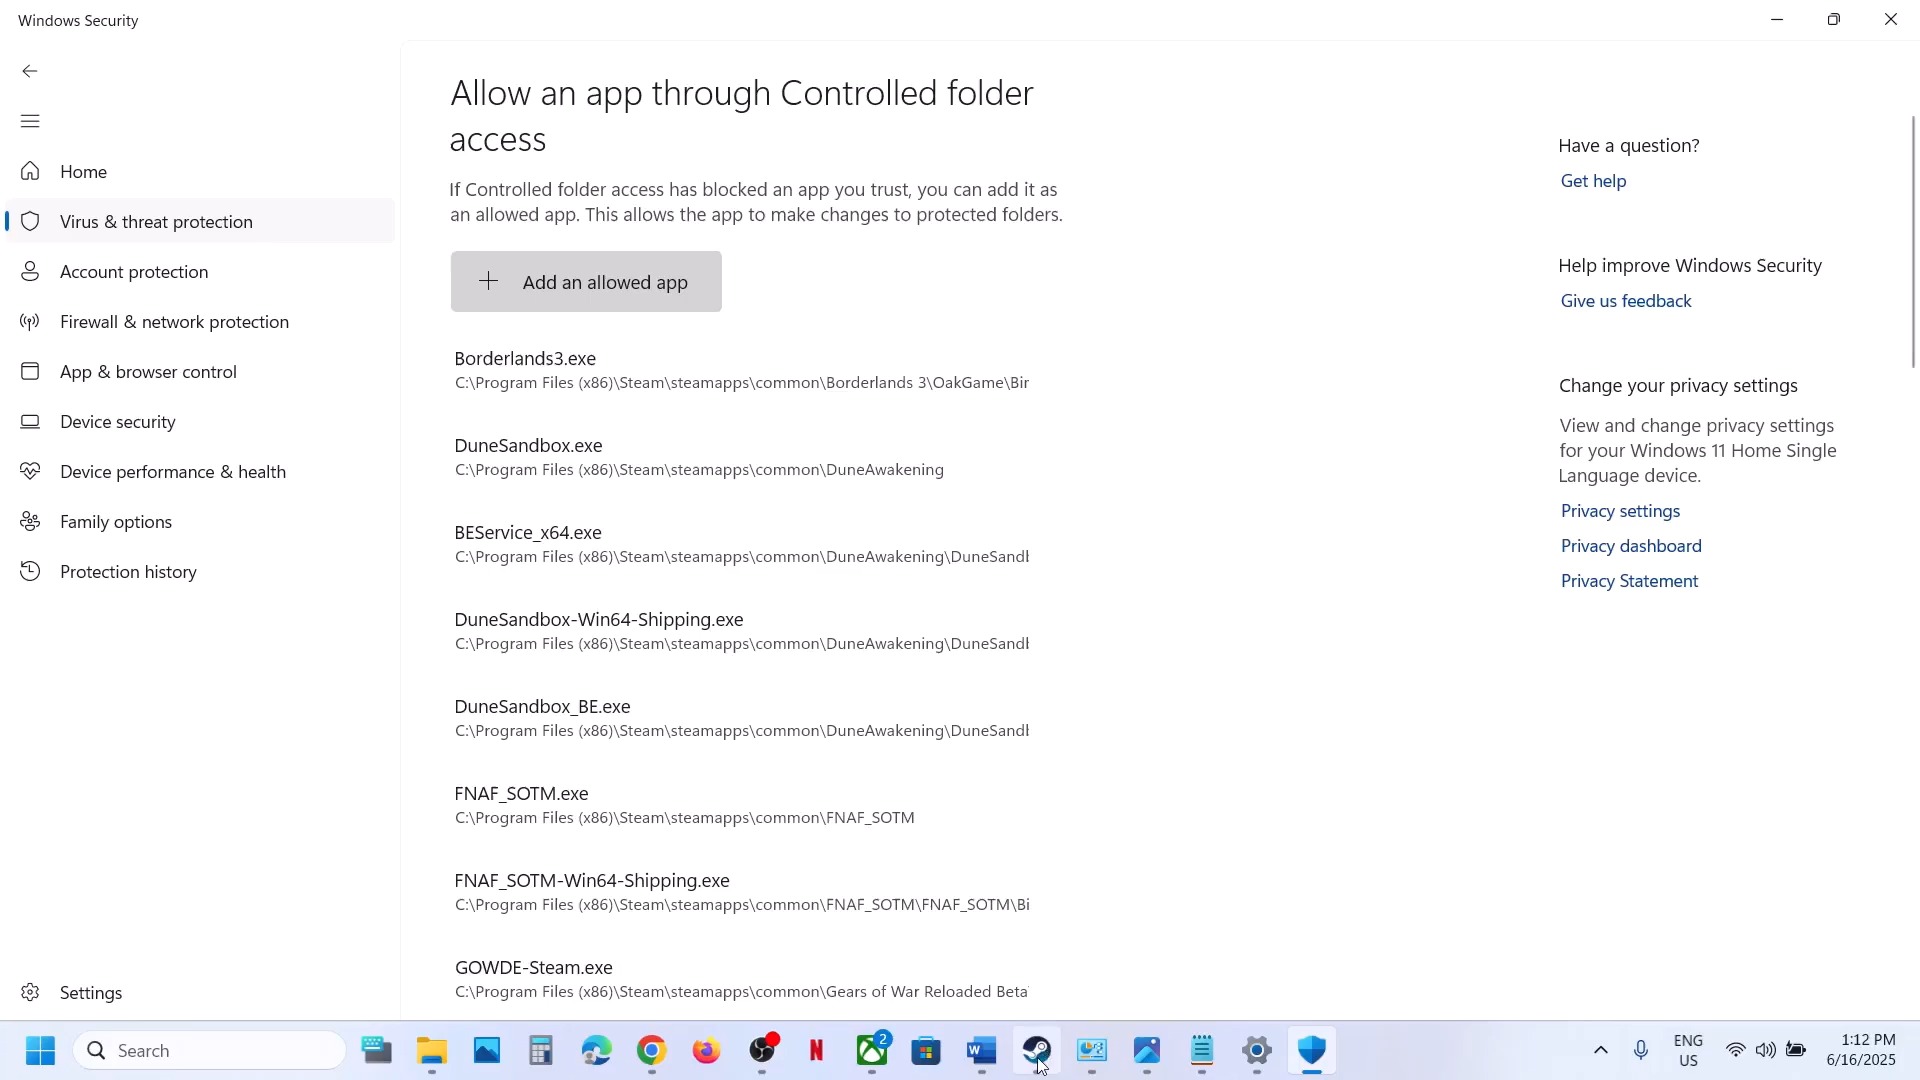 Windows Security
Home
Virus & threat protection
Account protection
Firewall & network protection
App & browser control
Device security
Device performance & health
Family options
Protection history
Settings
Allow an app through Controlled folder
access
If Controlled folder access has blocked an app you trust, you can add it as
an allowed app. This allows the app to make changes to protected folders.
Add an allowed app
Borderlands3.exe
C:\Program Files (x86)\Steam\steamapps\common\Borderlands 3\OakGame\Bir
DuneSandbox.exe
C:\Program Files (x86)\Steam\steamapps\common\DuneAwakening
BEService_x64.exe
C:\Program Files (x86)\Steam\steamapps\common\DuneAwakening\DuneSandl
DuneSandbox-Win64-Shipping.exe
C:\Program Files (x86)\Steam\steamapps\common\DuneAwakening\DuneSandl
DuneSandbox_BE.exe
C:\Program Files (x86)\Steam\steamapps\common\DuneAwakening\DuneSandl
FNAF_SOTM.exe
C:\Program Files (x86)\Steam\steamapps\common\FNAF_SOTM
FNAF_SOTM-Win64-Shipping.exe
C:\Program Files (x86)\Steam\steamapps\common\FNAF_SOTM\FNAF_SOTM\Bi
GOWDE-Steam.exe
C:\Program Files (x86)\Steam\steamapps\common\Gears of War Reloaded Beta
Have a question?
Get help
Help improve Windows Security
Give us feedback
Change your privacy settings
View and change privacy settings
for your Windows 11 Home Single
Language device.
Privacy settings
Privacy dashboard
Privacy Statement
Search
2
ENG
US
1:12 PM
6/16/2025